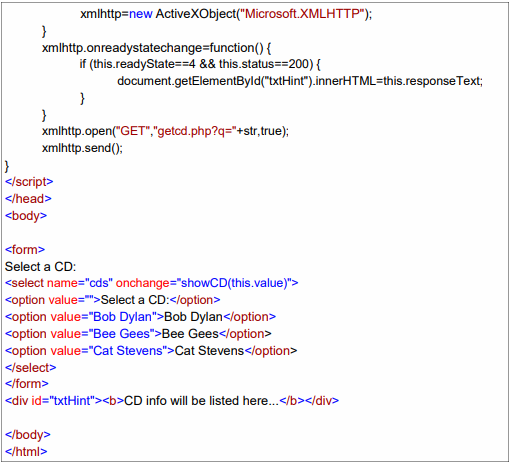 xmlhttp=new ActiveXObject("Microsoft.XMLHTTP");
}
xmlhttp.onreadystatechange=function() {
if (this.readyState==4 && this.status==200) {
document.getElementById("txtHint").innerHTML=this.responseText;
}
}
xmlhttp.open("GET","getcd.php?q="+str,true);
xmlhttp.send();
}
</script>
</head>
<body>
<form>
Select a CD:
<select name="cds" onchange="showCD(this.value)">
<option value="">Select a CD:</option>
<option value="Bob Dylan">Bob Dylan</option>
<option value="Bee Gees">Bee Gees</option>
<option value="Cat Stevens">Cat Stevens</option>
</select>
</form>
<div id="txtHint"><b>CD info will be listed here...</b></div>
</body>
</html>